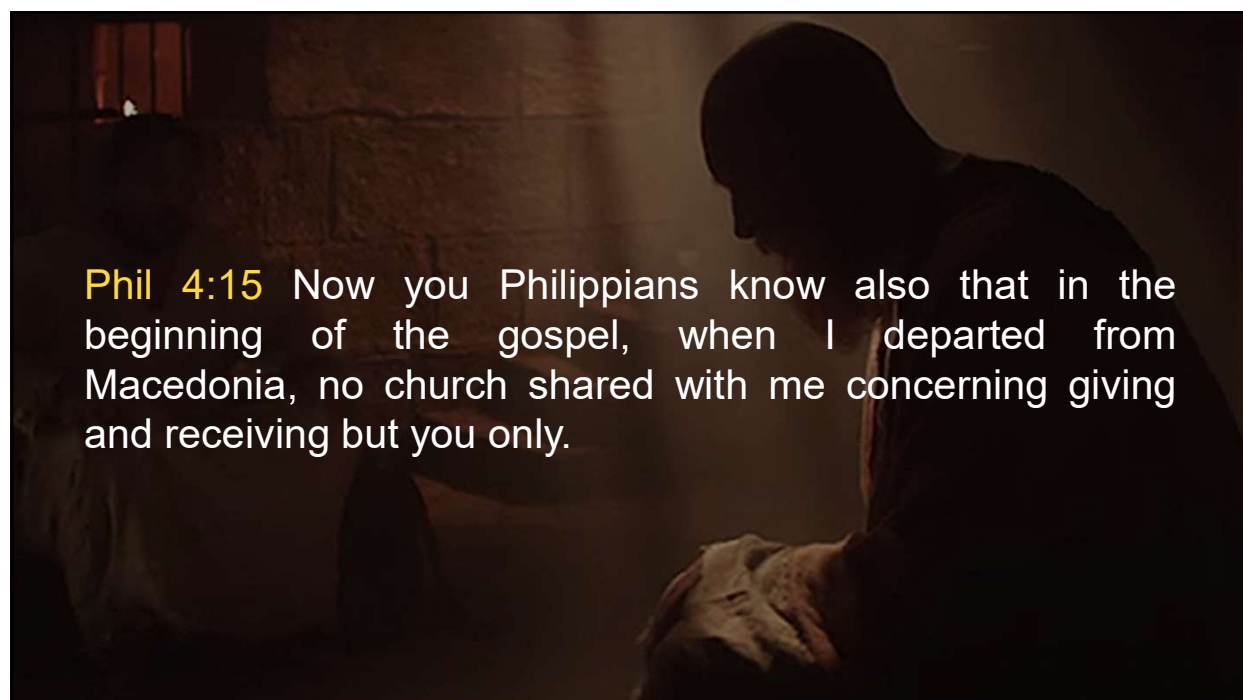 Phil 4:15 Now you Philippians know also that in the
beginning of the gospel, when I departed from
Macedonia, no church shared with me concerning giving
and receiving but you only.